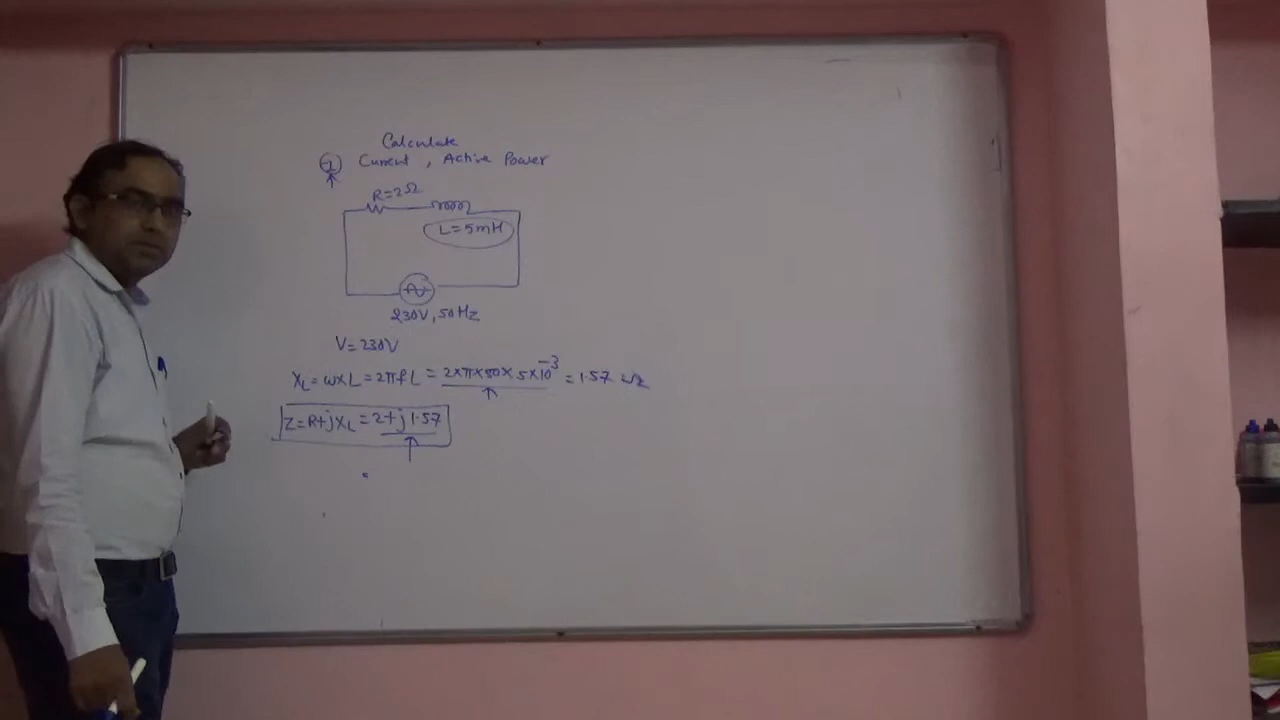 Calculate
2 Current, Active Power
R=2Ω
L=5mH
230V, 50Hz
V=230V
XL=ω×L=2πfL=2×π×50×5×10⁻³=1.57
Z=R+jXL=2+j1.57